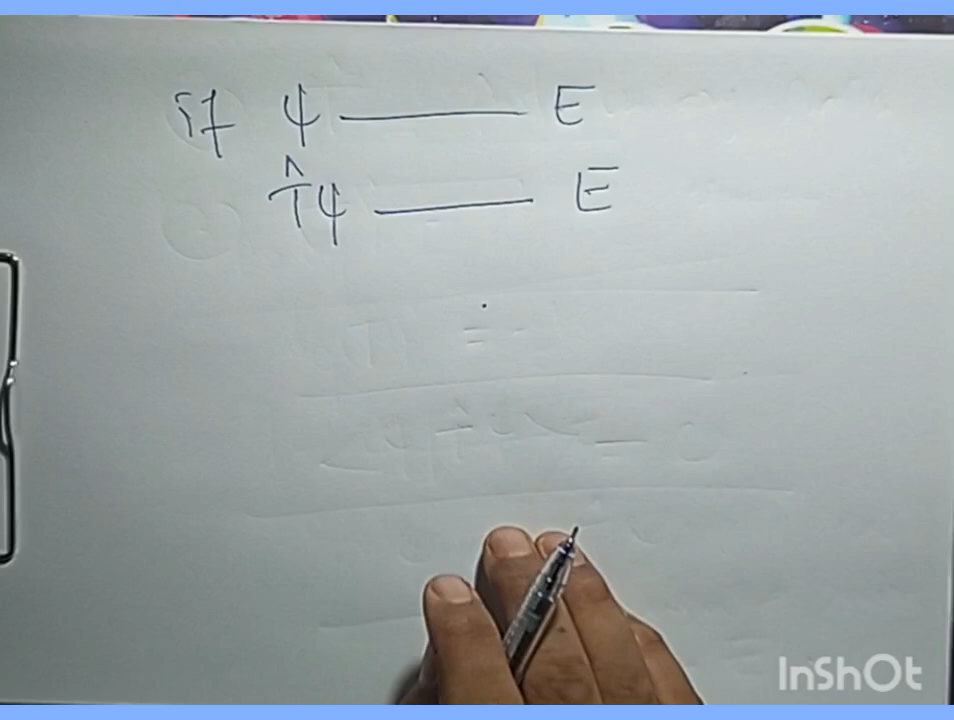 if ψ —— E
T̂ψ —— E
InShOt